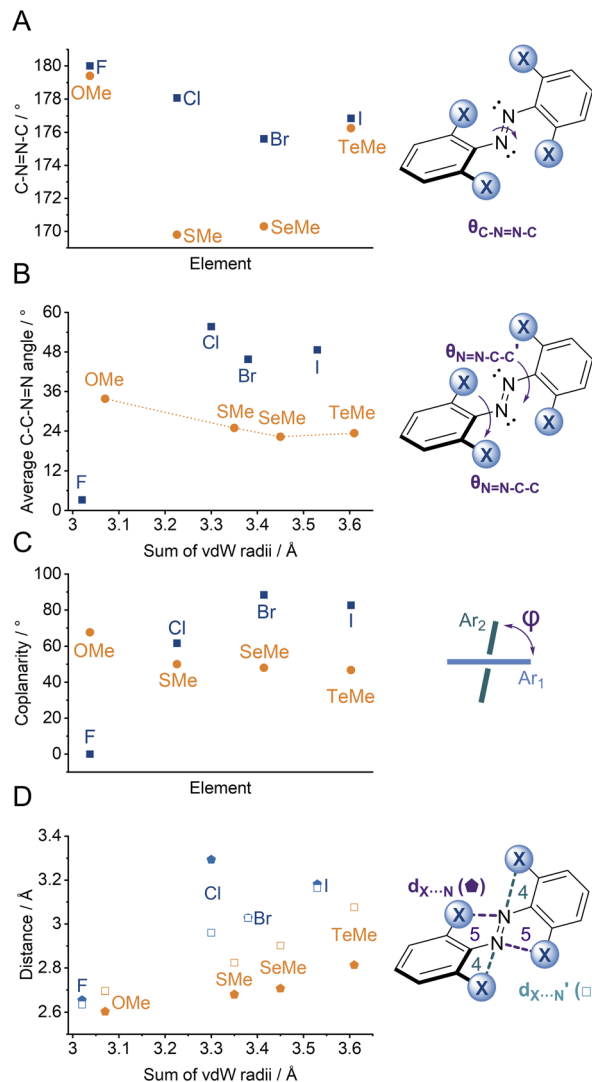 A
C-N=N-C / °
180
178
176
174
172
170
F
OMe
Cl
Br
I
TeMe
SMe
SeMe
Element
X
X
N
N
X
X
θC-N=N-C
B
Average C-C-N=N angle / °
60
48
36
24
12
0
OMe
Cl
Br
I
SMe
SeMe
TeMe
F
3 3.1 3.2 3.3 3.4 3.5 3.6
Sum of vdW radii / Å
X
θN=N-C-C'
X
N
N
X
X
θN=N-C-C
C
Coplanarity / °
100
80
60
40
20
0
OMe
Cl
Br
I
SMe
SeMe
TeMe
F
Element
Ar2
φ
Ar1
D
Distance / Å
3.4
3.2
3
2.8
2.6
F
OMe
Cl
Br
I
SMe
SeMe
TeMe
3 3.1 3.2 3.3 3.4 3.5 3.6
Sum of vdW radii / Å
X
dX···N (⬟)
4
X
N
5
5
N
X
4
X
dX···N' (□